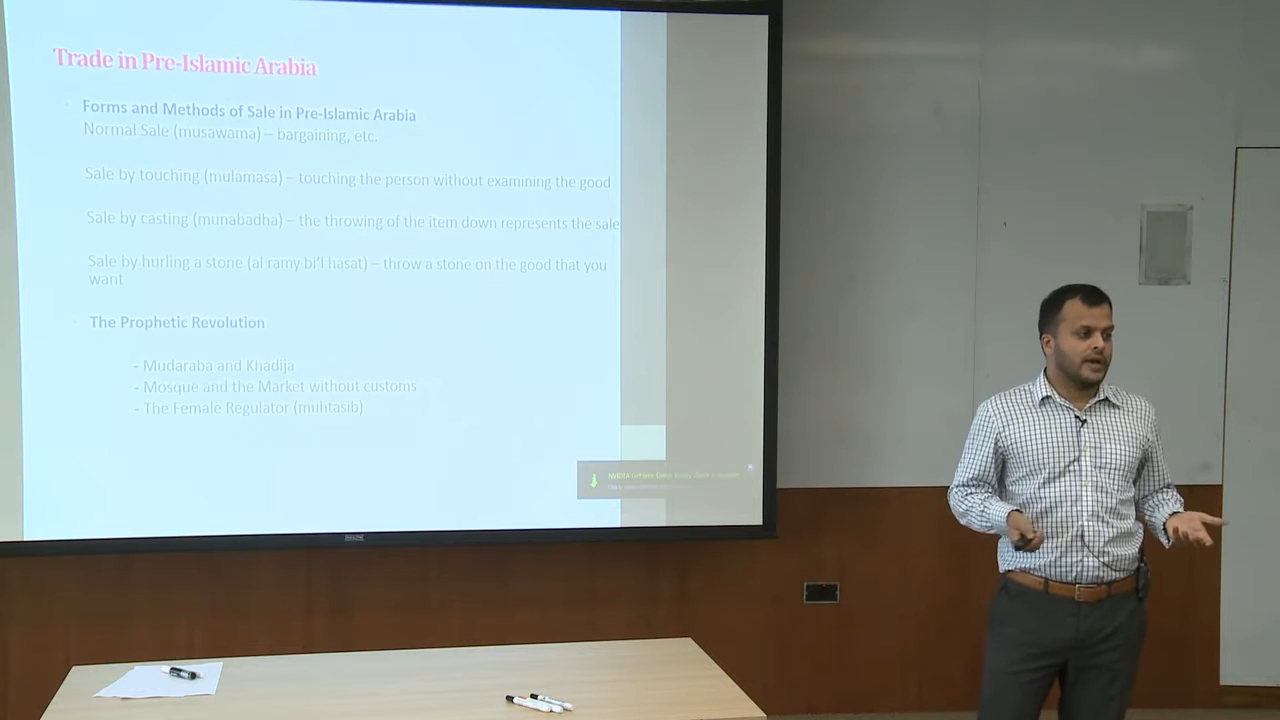 Trade in Pre-Islamic Arabia
Forms and Methods of Sale in Pre-Islamic Arabia
Normal Sale (musawama) – bargaining, etc.
Sale by touching (mulamasa) – touching the person without examining the good
Sale by casting (munabadha) – the throwing of the item down represents the sale
Sale by hurling a stone (al ramy bi'l hasat) – throw a stone on the good that you
want
The Prophetic Revolution
- Mudaraba and Khadija
- Mosque and the Market without customs
- The Female Regulator (muhtasib)
NVIDIA GeForce